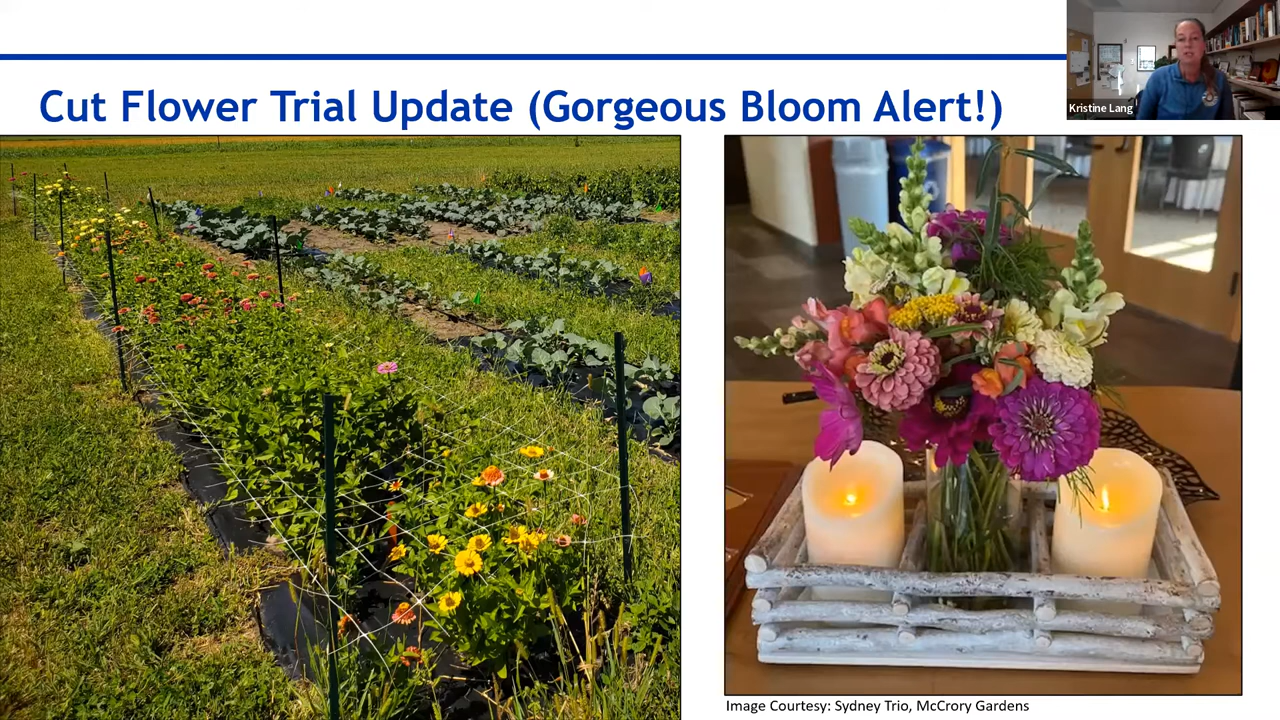 Kristine Lang
Cut Flower Trial Update (Gorgeous Bloom Alert!)
Image Courtesy: Sydney Trio, McCrory Gardens